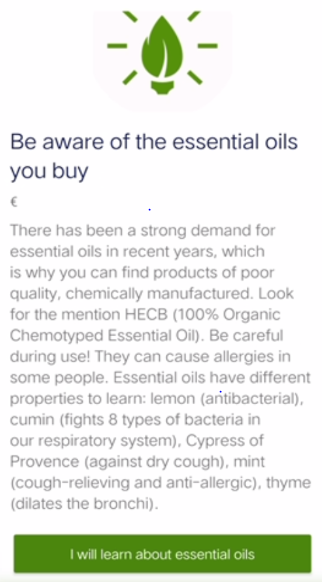 Be aware of the essential oils
you buy
€
There has been a strong demand for
essential oils in recent years, which
is why you can find products of poor
quality, chemically manufactured. Look
for the mention HECB (100% Organic
Chemotyped Essential Oil). Be careful
during use! They can cause allergies in
some people. Essential oils have different
properties to learn: lemon (antibacterial),
cumin (fights 8 types of bacteria in
our respiratory system), Cypress of
Provence (against dry cough), mint
(cough-relieving and anti-allergic), thyme
(dilates the bronchi).
I will learn about essential oils